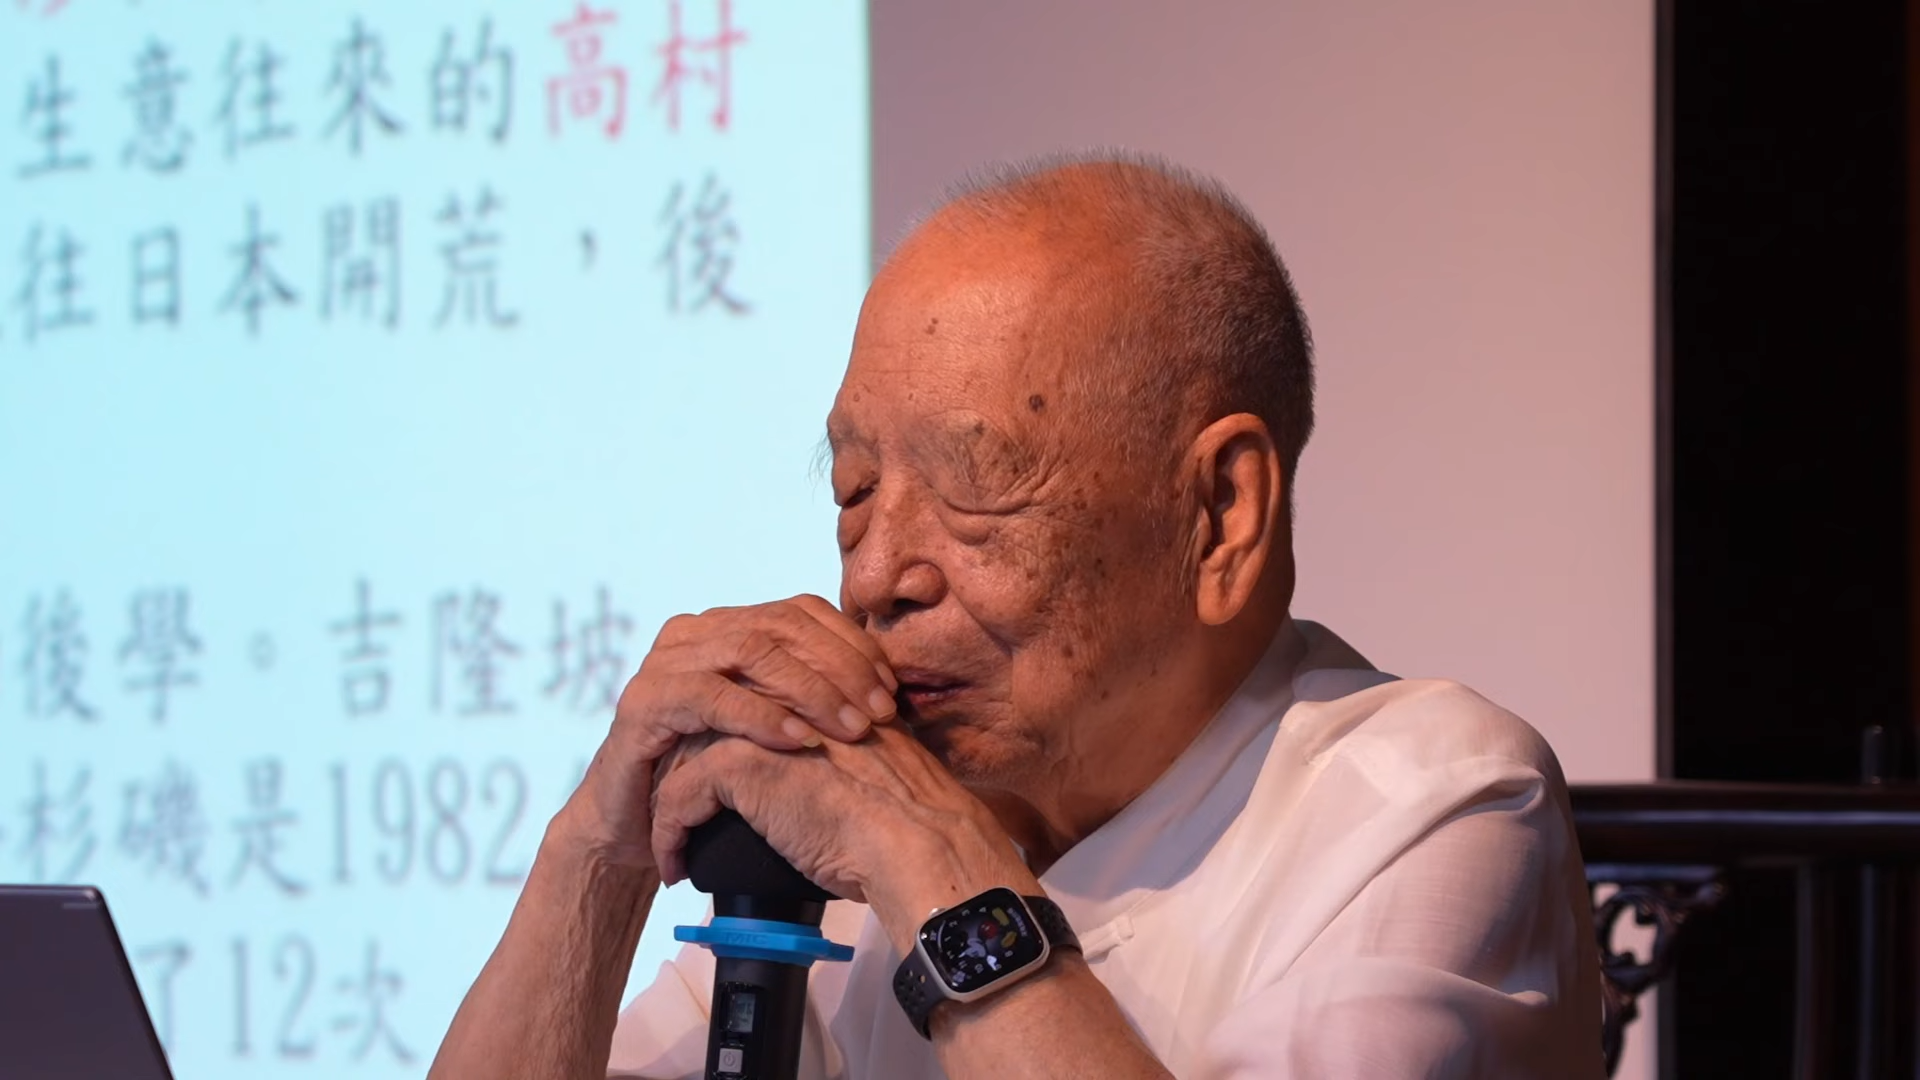 生意往來的高村
往日本開荒，後
後學。吉隆坡
杉磯是1982
了12次
MIC